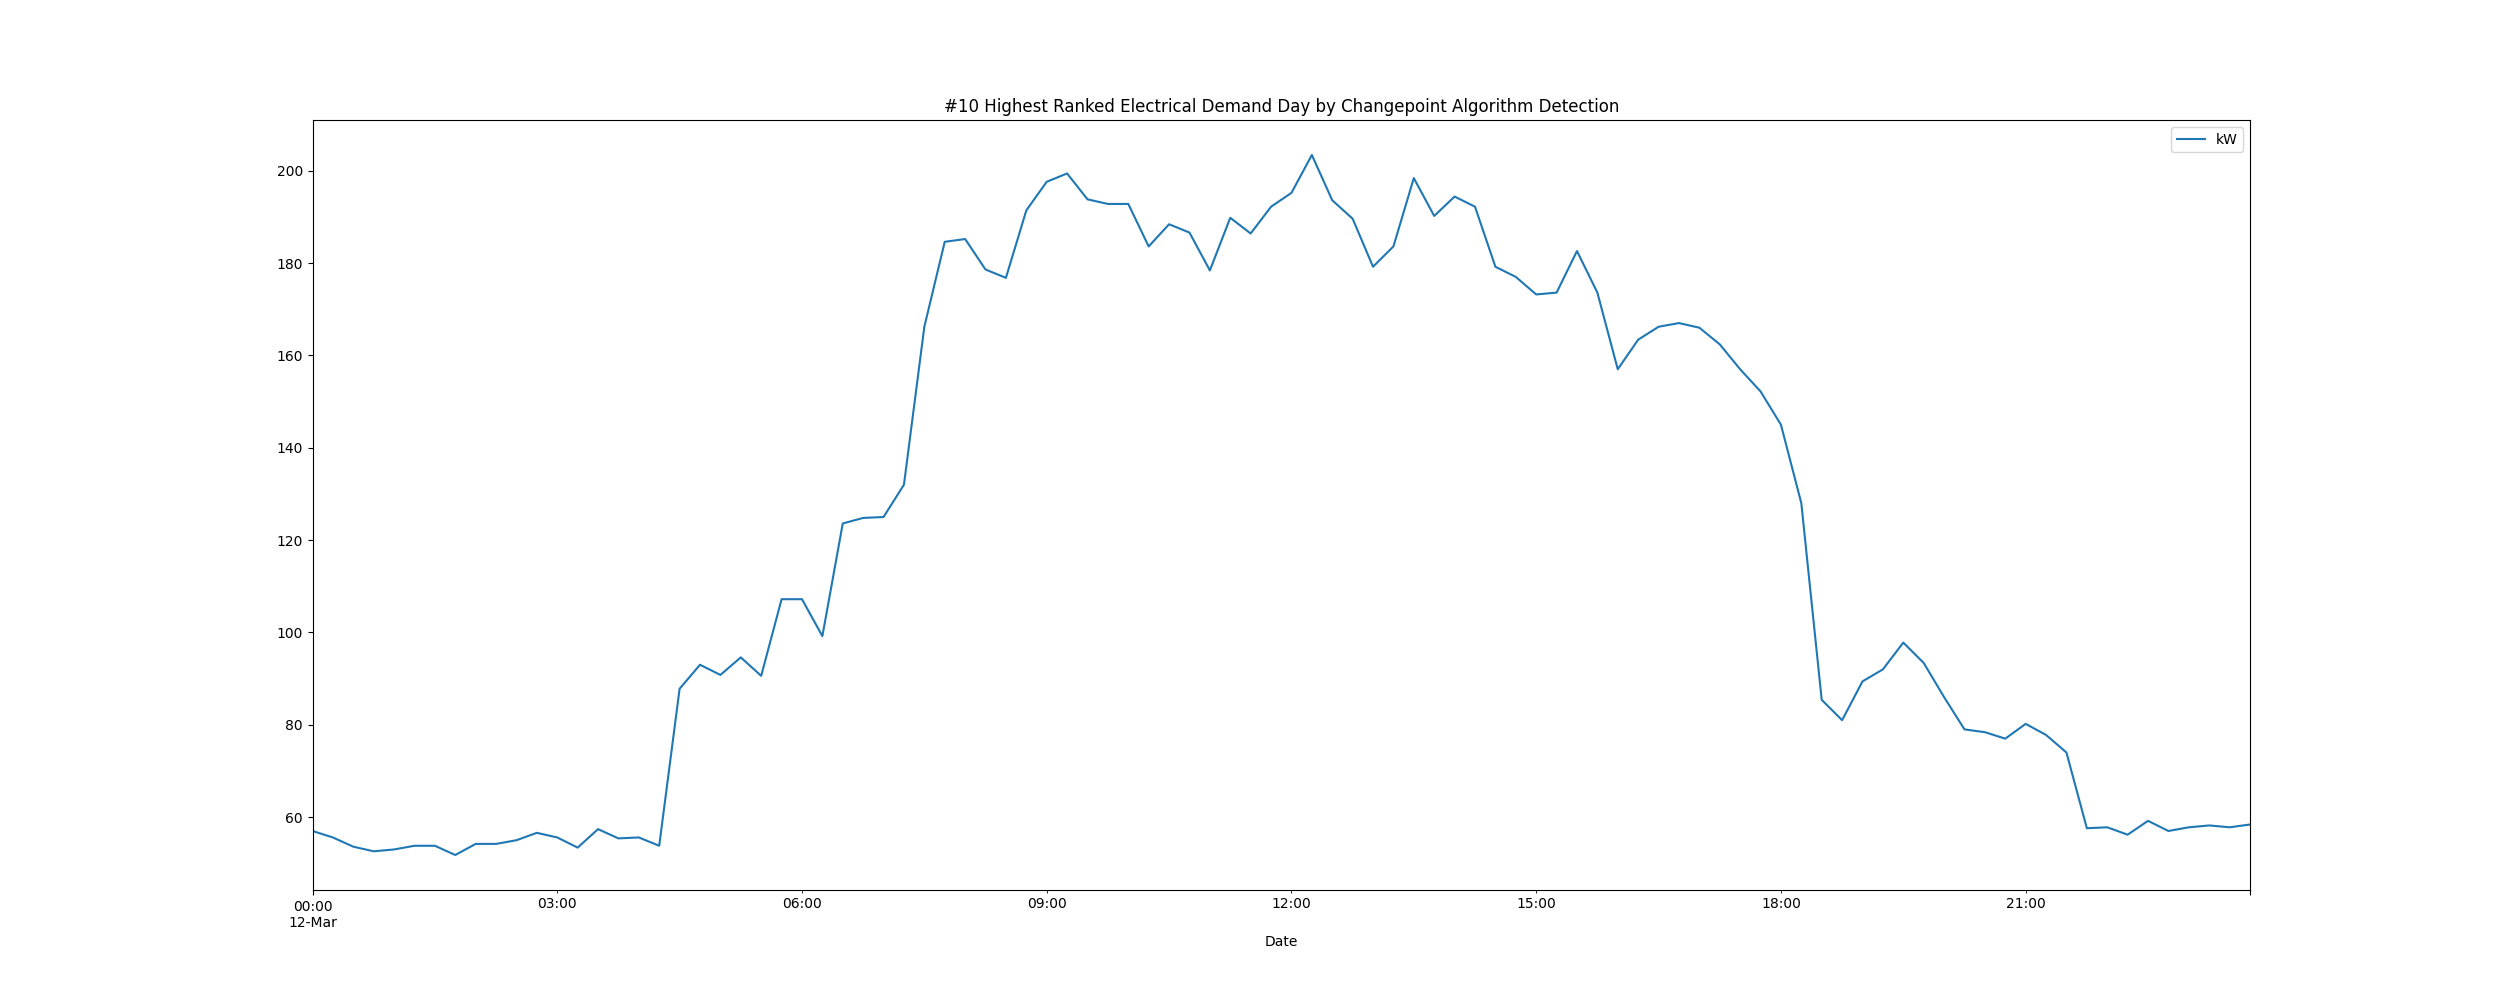 #10 Highest Ranked Electrical Demand Day by Changepoint Algorithm Detection
kW
200
180
160
140
120
100
80
60
00:00 03:00 06:00 09:00 12:00 15:00 18:00 21:00
12-Mar
Date